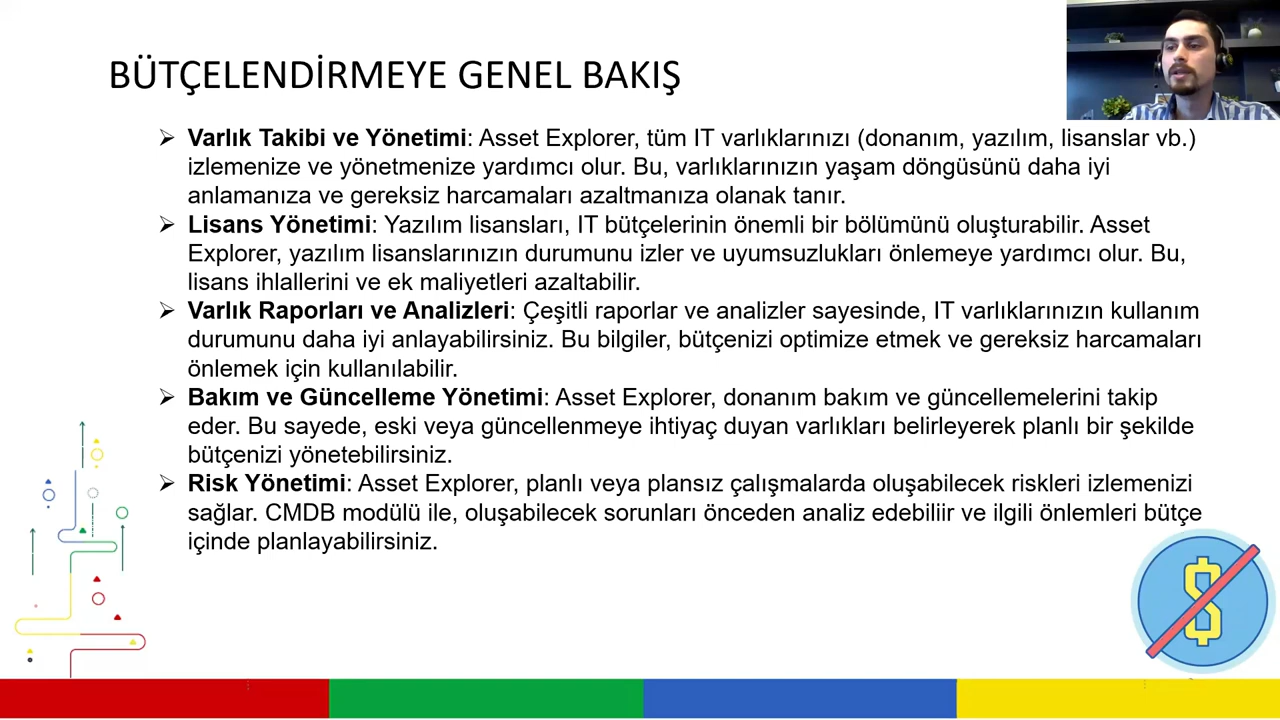 BÜTÇELENDİRMEYE GENEL BAKIŞ
➢ Varlık Takibi ve Yönetimi: Asset Explorer, tüm IT varlıklarınızı (donanım, yazılım, lisanslar vb.)
izlemenize ve yönetmenize yardımcı olur. Bu, varlıklarınızın yaşam döngüsünü daha iyi
anlamanıza ve gereksiz harcamaları azaltmanıza olanak tanır.
➢ Lisans Yönetimi: Yazılım lisansları, IT bütçelerinin önemli bir bölümünü oluşturabilir. Asset
Explorer, yazılım lisanslarınızın durumunu izler ve uyumsuzlukları önlemeye yardımcı olur. Bu,
lisans ihlallerini ve ek maliyetleri azaltabilir.
➢ Varlık Raporları ve Analizleri: Çeşitli raporlar ve analizler sayesinde, IT varlıklarınızın kullanım
durumunu daha iyi anlayabilirsiniz. Bu bilgiler, bütçenizi optimize etmek ve gereksiz harcamaları
önlemek için kullanılabilir.
➢ Bakım ve Güncelleme Yönetimi: Asset Explorer, donanım bakım ve güncellemelerini takip
eder. Bu sayede, eski veya güncellenmeye ihtiyaç duyan varlıkları belirleyerek planlı bir şekilde
bütçenizi yönetebilirsiniz.
➢ Risk Yönetimi: Asset Explorer, planlı veya plansız çalışmalarda oluşabilecek riskleri izlemenizi
sağlar. CMDB modülü ile, oluşabilecek sorunları önceden analiz edebiliir ve ilgili önlemleri bütçe
içinde planlayabilirsiniz.